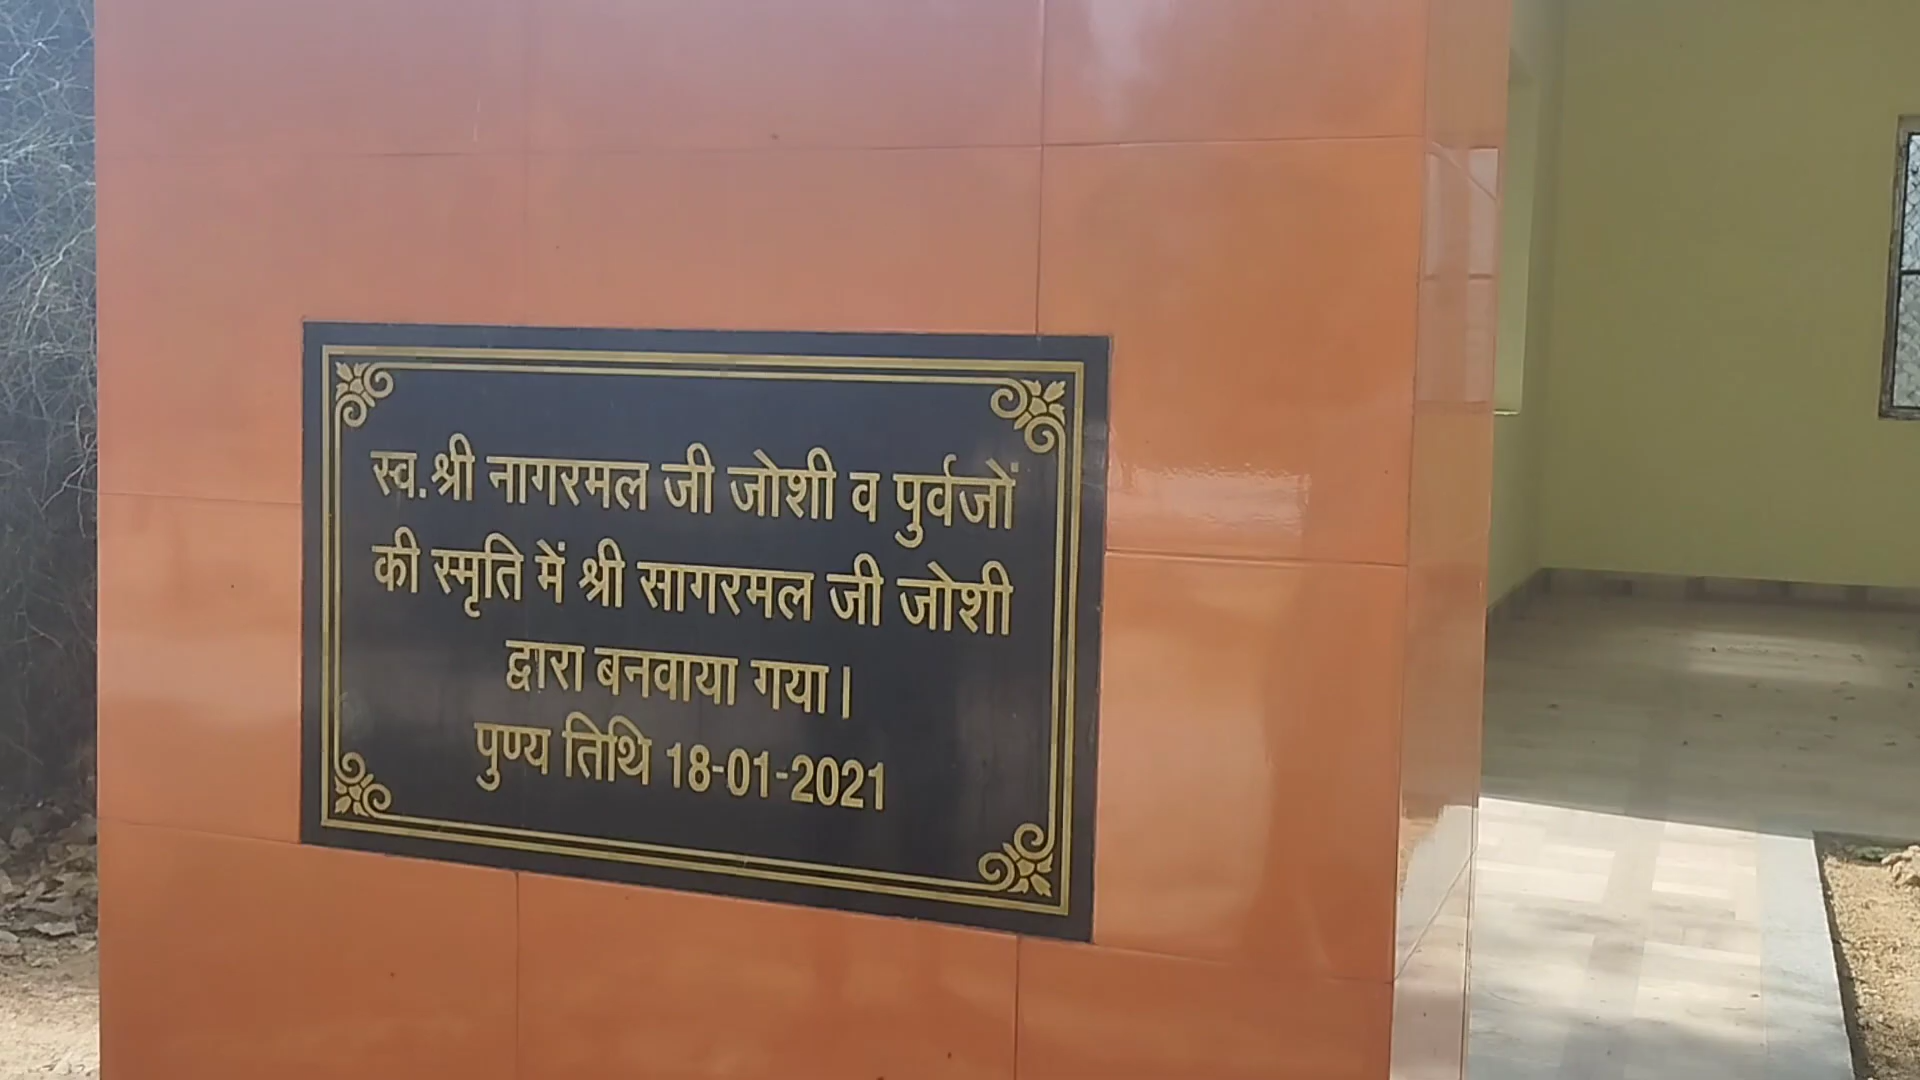 स्व.श्री नागरमल जी जोशी व पुर्वजों
की स्मृति में श्री सागरमल जी जोशी
द्वारा बनवाया गया।
पुण्य तिथि 18-01-2021